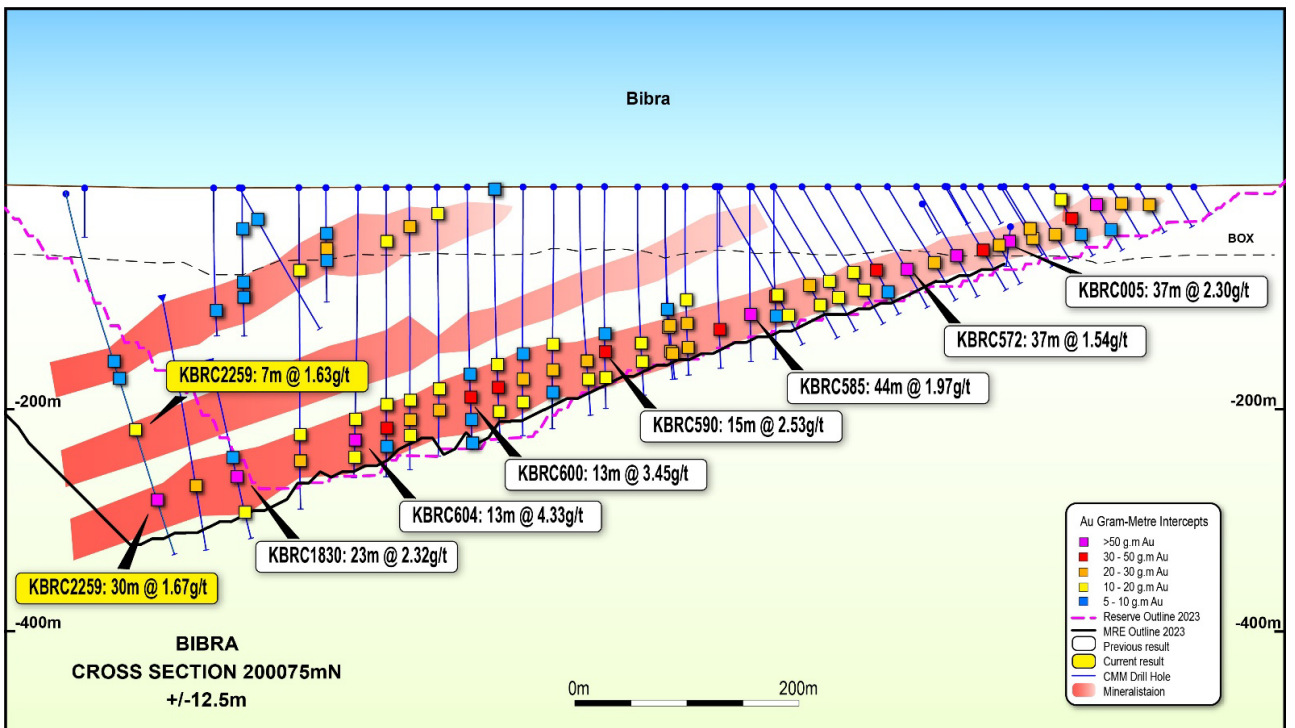 Bibra
BOX
KBRC005: 37m @ 2.30g/t
KBRC572: 37m @ 1.54g/t
KBRC2259: 7m @ 1.63g/t
KBRC585: 44m @ 1.97g/t
-200m
-200m
KBRC590: 15m @ 2.53g/t
KBRC600: 13m @ 3.45g/t
KBRC604: 13m @ 4.33g/t
KBRC1830: 23m @ 2.32g/t
KBRC2259: 30m @ 1.67g/t
-400m
-400m
BIBRA
CROSS SECTION 200075mN
+/-12.5m
0m
200m
Au Gram-Metre Intercepts
>50 g.m Au
30 - 50 g.m Au
20 - 30 g.m Au
10 - 20 g.m Au
5 - 10 g.m Au
Reserve Outline 2023
MRE Outline 2023
Previous result
Current result
CMM Drill Hole
Mineralistaion